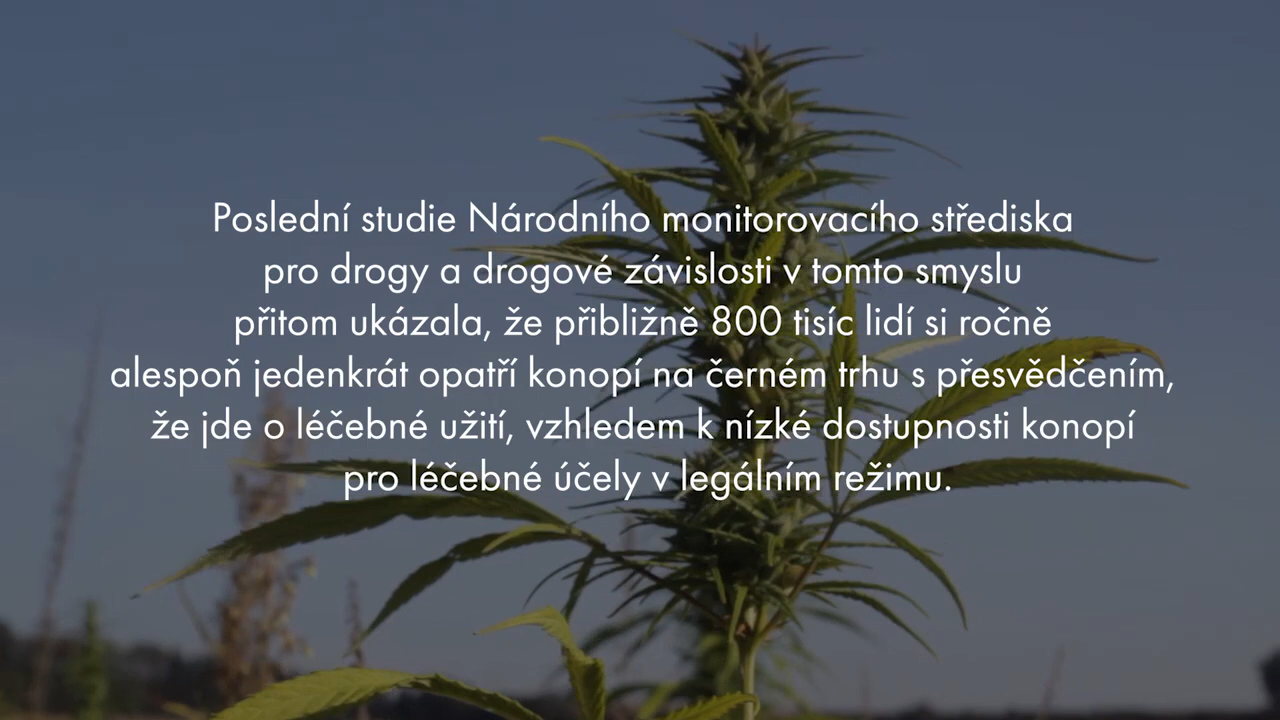 Poslední studie Národního monitorovacího střediska
pro drogy a drogové závislosti v tomto smyslu
přitom ukázala, že přibližně 800 tisíc lidí si ročně
alespoň jedenkrát opatří konopí na černém trhu s přesvědčením,
že jde o léčebné užití, vzhledem k nízké dostupnosti konopí
pro léčebné účely v legálním režimu.